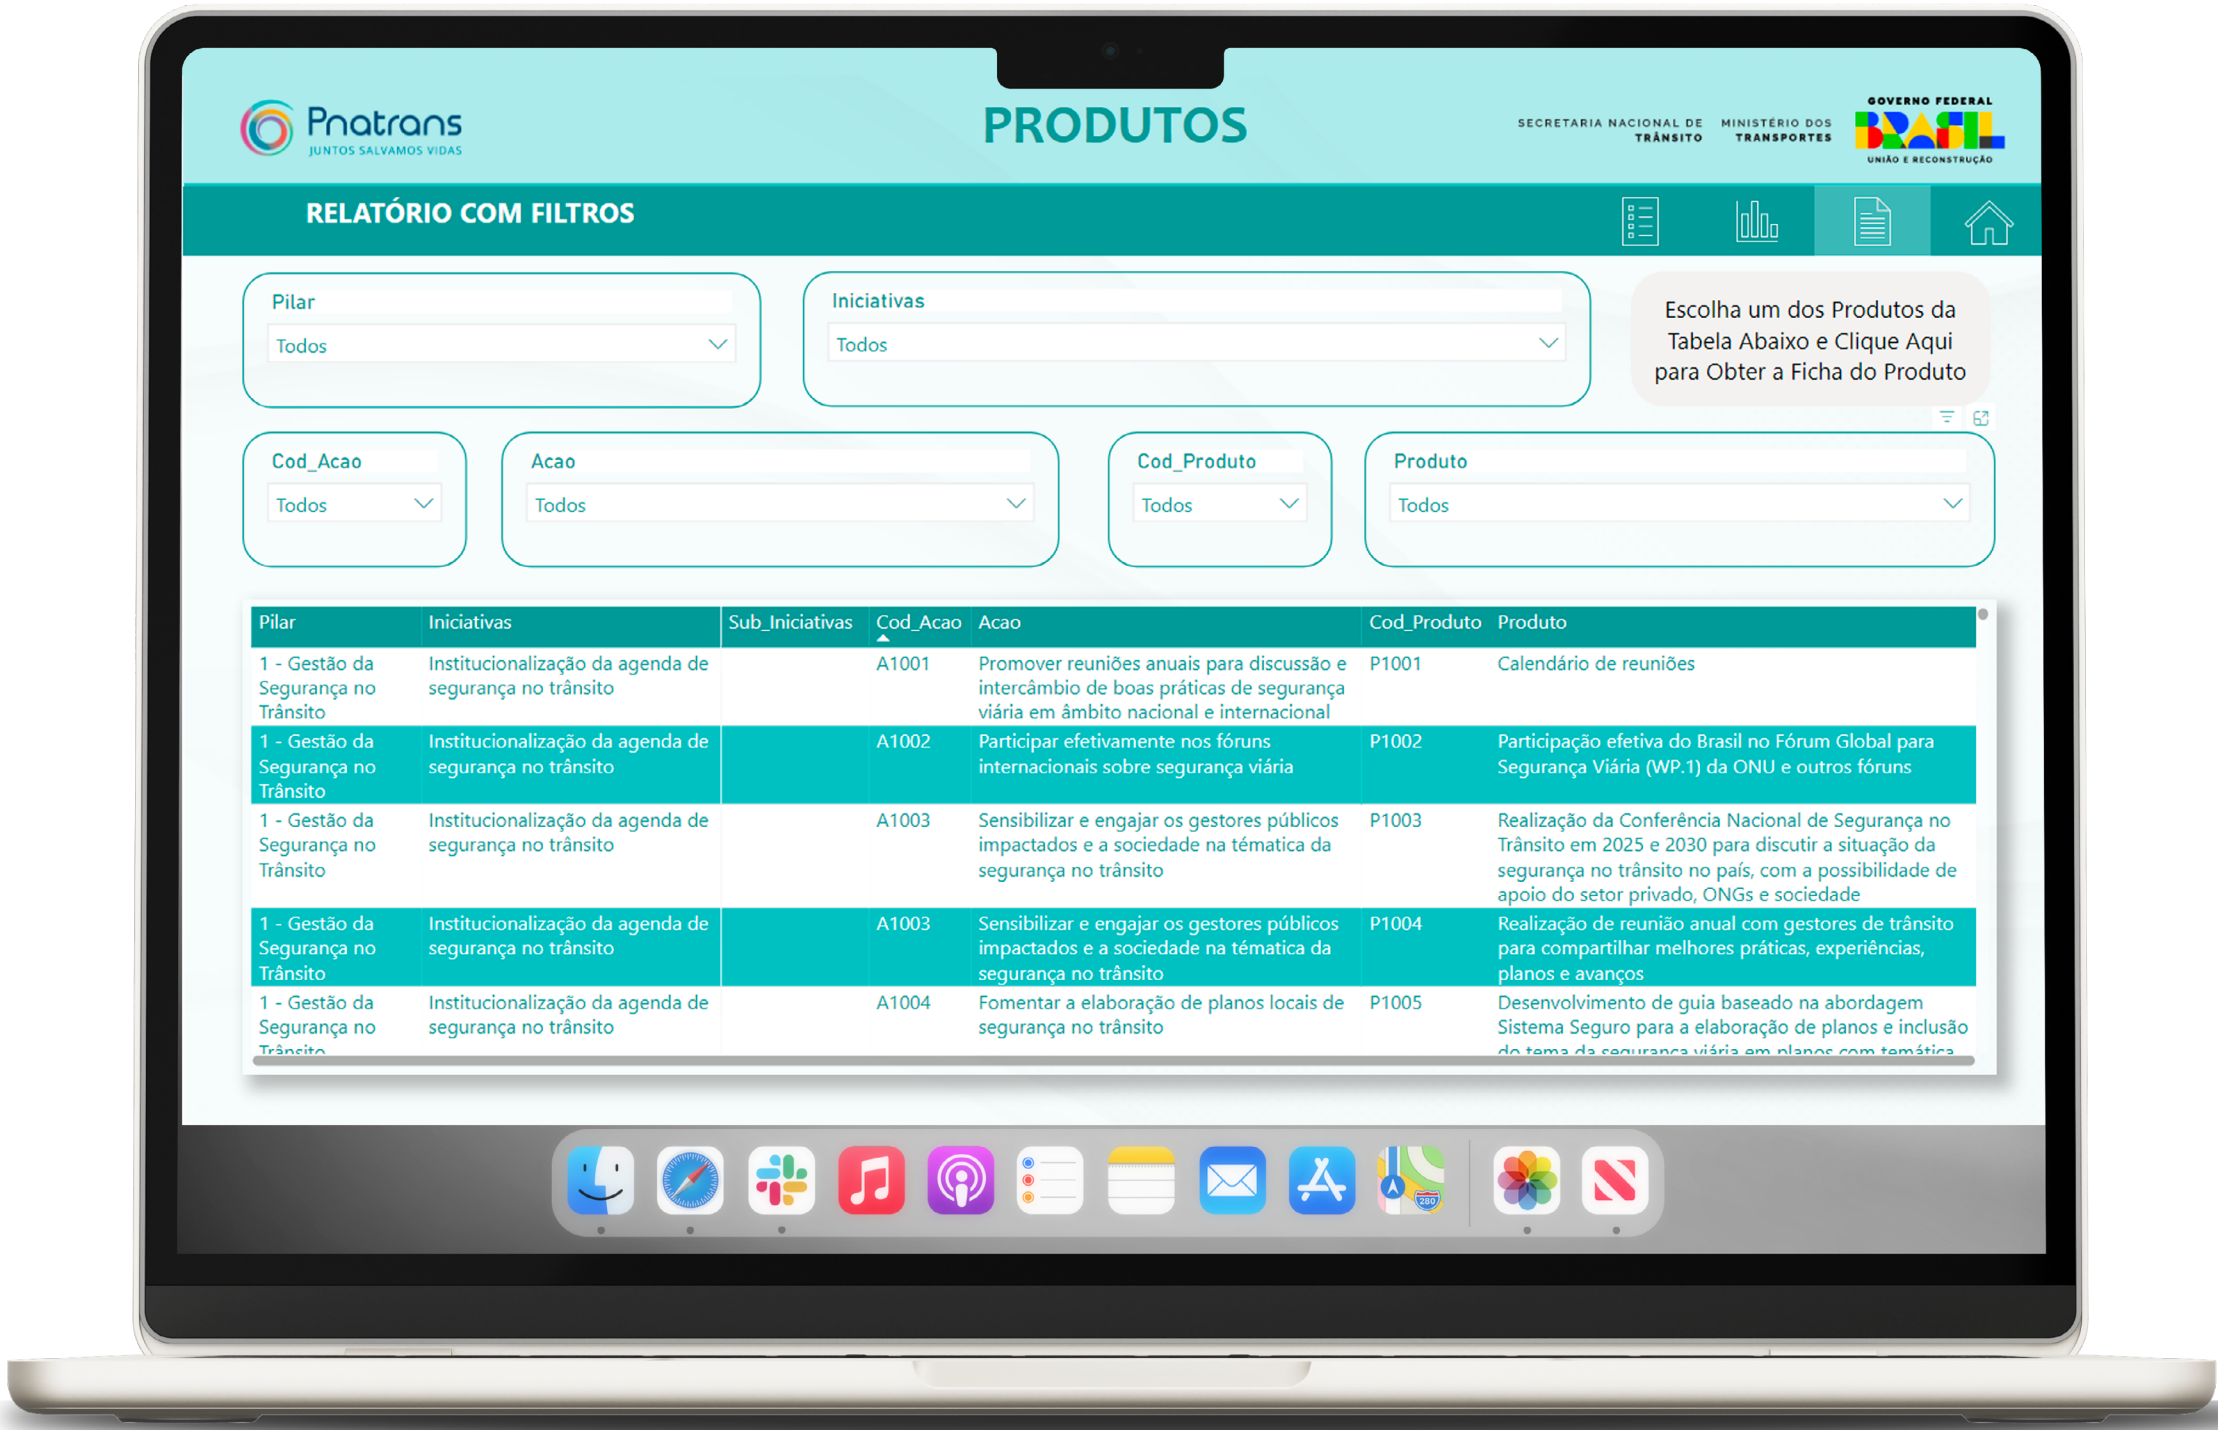 Pnatrans
JUNTOS SALVAMOS VIDAS
PRODUTOS
SECRETARIA NACIONAL DE
TRÂNSITO
MINISTÉRIO DOS
TRANSPORTES
GOVERNO FEDERAL
BRASIL
UNIÃO E RECONSTRUÇÃO
RELATÓRIO COM FILTROS
Pilar
Todos
Iniciativas
Todos
Escolha um dos Produtos da
Tabela Abaixo e Clique Aqui
para Obter a Ficha do Produto
Cod_Acao
Todos
Acao
Todos
Cod_Produto
Todos
Produto
Todos
Pilar Iniciativas Sub_Iniciativas Cod_Acao Acao Cod_Produto Produto
1 - Gestão da Institucionalização da agenda de A1001 Promover reuniões anuais para discussão e P1001 Calendário de reuniões
Segurança no segurança no trânsito intercâmbio de boas práticas de segurança
Trânsito viária em âmbito nacional e internacional
1 - Gestão da Institucionalização da agenda de A1002 Participar efetivamente nos fóruns P1002 Participação efetiva do Brasil no Fórum Global para
Segurança no segurança no trânsito internacionais sobre segurança viária Segurança Viária (WP.1) da ONU e outros fóruns
Trânsito
1 - Gestão da Institucionalização da agenda de A1003 Sensibilizar e engajar os gestores públicos P1003 Realização da Conferência Nacional de Segurança no
Segurança no segurança no trânsito impactados e a sociedade na tématica da Trânsito em 2025 e 2030 para discutir a situação da
Trânsito segurança no trânsito segurança no trânsito no país, com a possibilidade de
apoio do setor privado, ONGs e sociedade
1 - Gestão da Institucionalização da agenda de A1003 Sensibilizar e engajar os gestores públicos P1004 Realização de reunião anual com gestores de trânsito
Segurança no segurança no trânsito impactados e a sociedade na tématica da para compartilhar melhores práticas, experiências,
Trânsito segurança no trânsito planos e avanços
1 - Gestão da Institucionalização da agenda de A1004 Fomentar a elaboração de planos locais de P1005 Desenvolvimento de guia baseado na abordagem
Segurança no segurança no trânsito segurança no trânsito Sistema Seguro para a elaboração de planos e inclusão
Trânsito do tema da segurança viária em planos com temática
280